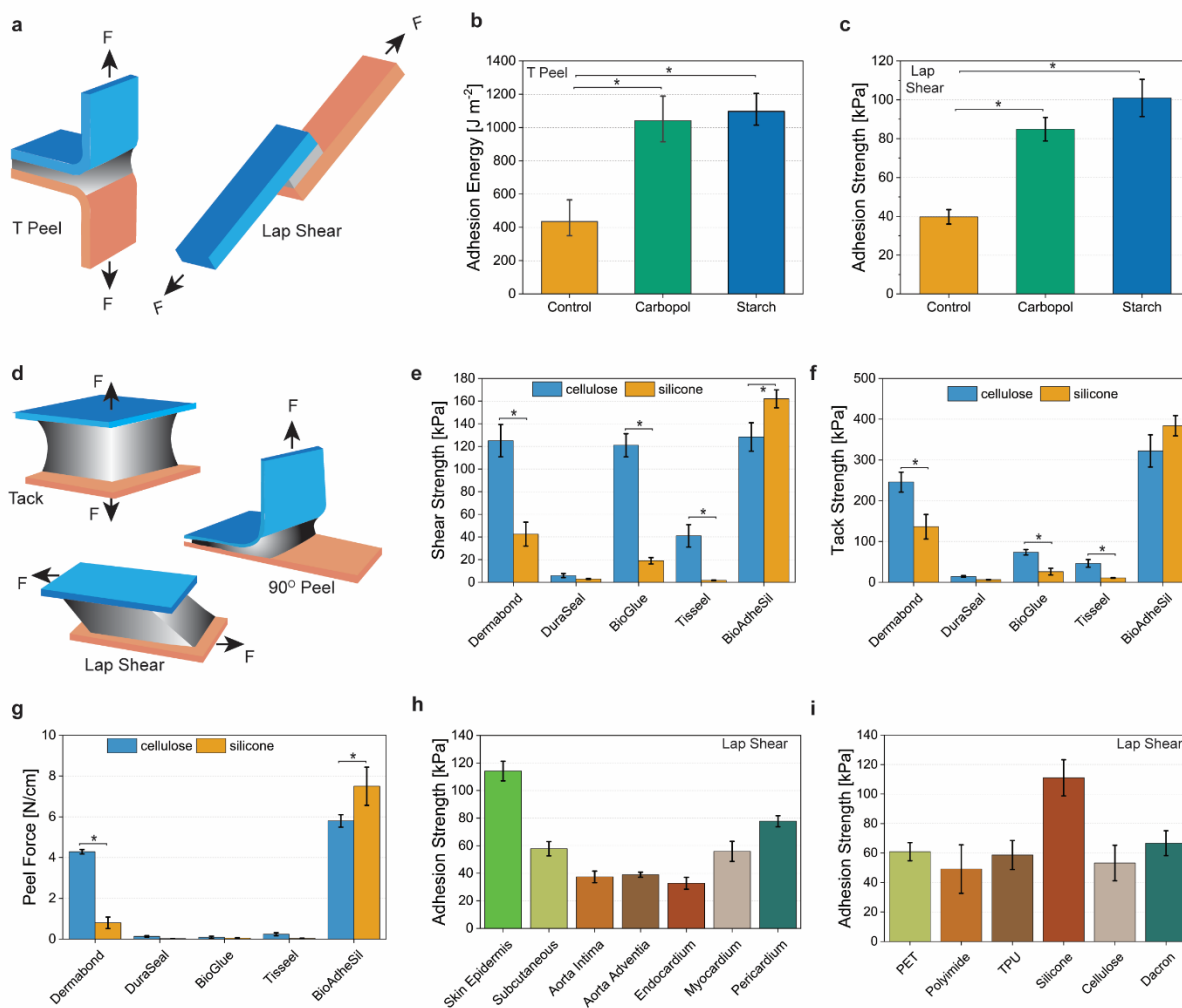 a
F
T Peel
F
F
Lap Shear
F
b
T Peel
Adhesion Energy [J m⁻²]
1400
1200
1000
800
600
400
200
0
*
*
Control
Carbopol
Starch
c
Lap
Shear
Adhesion Strength [kPa]
120
100
80
60
40
20
0
*
*
Control
Carbopol
Starch
d
F
Tack
F
F
90° Peel
F
Lap Shear
F
e
cellulose
silicone
Shear Strength [kPa]
180
160
140
120
100
80
60
40
20
0
*
*
*
*
Dermabond
DuraSeal
BioGlue
Tisseel
BioAdheSil
f
cellulose
silicone
Tack Strength [kPa]
500
400
300
200
100
0
*
*
*
Dermabond
DuraSeal
BioGlue
Tisseel
BioAdheSil
g
cellulose
silicone
Peel Force [N/cm]
10
8
6
4
2
0
*
*
Dermabond
DuraSeal
BioGlue
Tisseel
BioAdheSil
h
Lap Shear
Adhesion Strength [kPa]
140
120
100
80
60
40
20
0
Skin Epidermis
Subcutaneous
Aorta Intima
Aorta Adventia
Endocardium
Myocardium
Pericardium
i
Lap Shear
Adhesion Strength [kPa]
140
120
100
80
60
40
20
0
PET
Polyimide
TPU
Silicone
Cellulose
Dacron